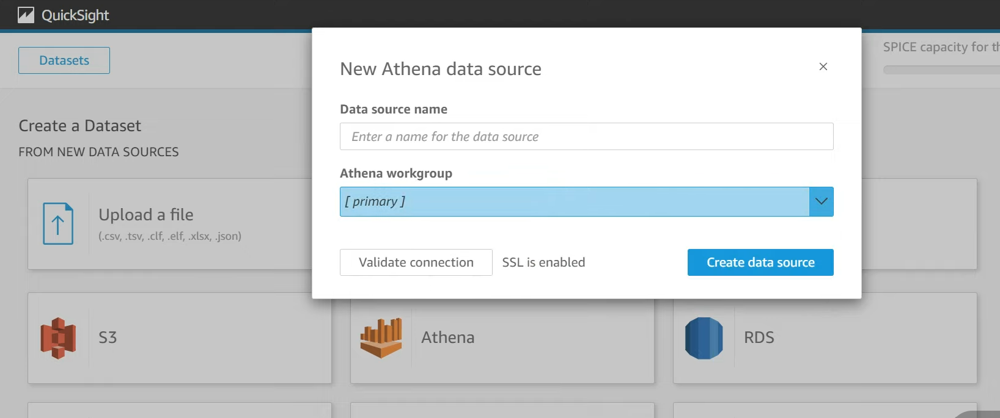 QuickSight
Datasets
SPICE capacity for th
New Athena data source
Data source name
Enter a name for the data source
Athena workgroup
[ primary ]
Validate connection
SSL is enabled
Create data source
Create a Dataset
FROM NEW DATA SOURCES
Upload a file
(.csv, .tsv, .clf, .elf, .xlsx, .json)
S3
Athena
RDS